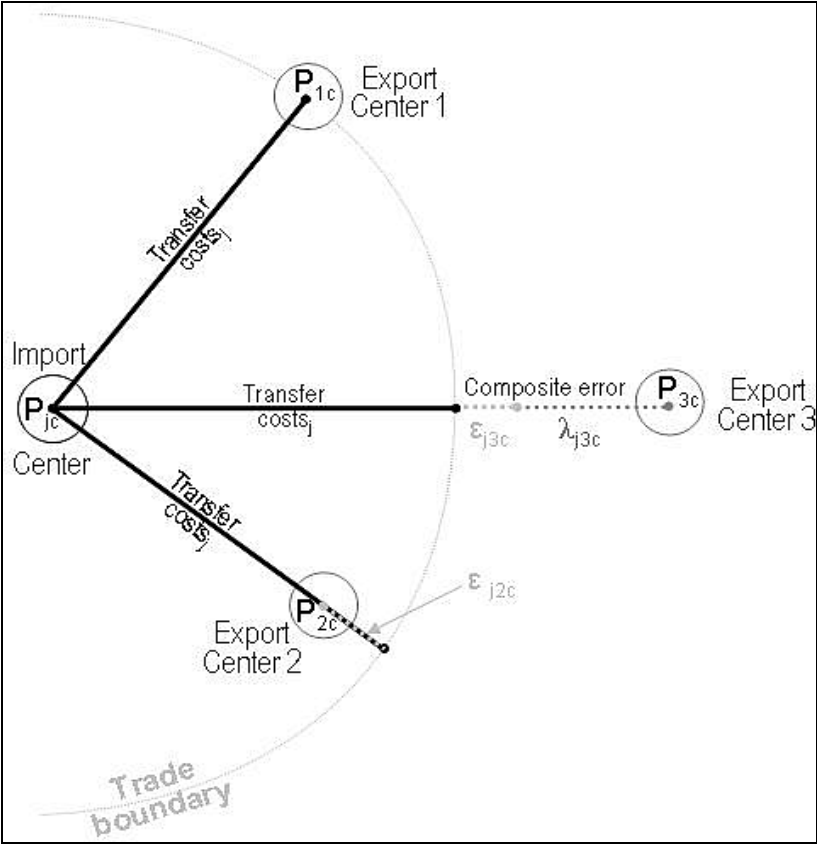 P1c
Export
Center 1
Transfer
costsj
Import
Pjc
Center
Transfer
costsj
Composite error
εj3c
λj3c
P3c
Export
Center 3
Transfer
costsj
P2c
Export
Center 2
ε j2c
Trade
boundary